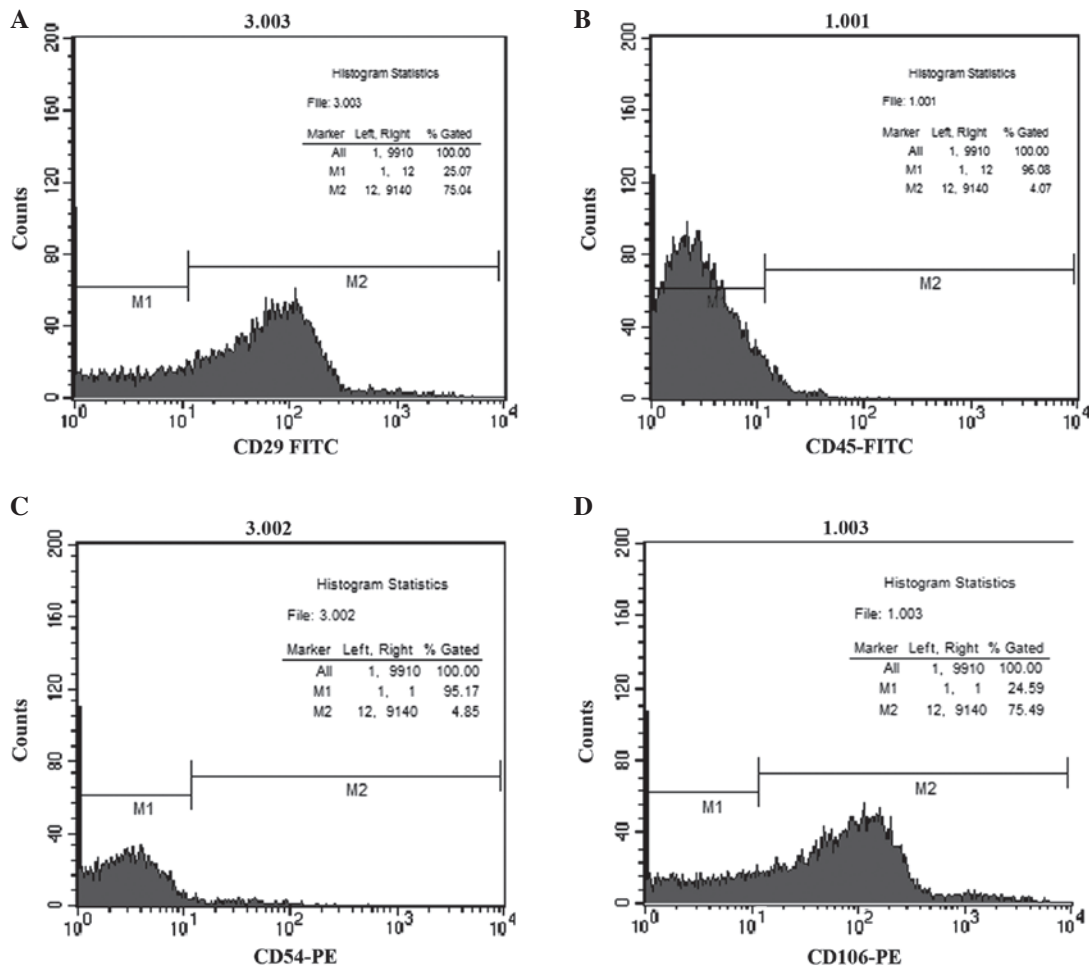 A
3.003
Histogram Statistics
File: 3.003
Marker Left, Right % Gated
All 1, 9910 100.00
M1 1, 12 25.07
M2 12, 9140 75.04
Counts
200
160
120
80
40
0
M1
M2
10^0 10^1 10^2 10^3 10^4
CD29 FITC
B
1.001
Histogram Statistics
File: 1.001
Marker Left, Right % Gated
All 1, 9910 100.00
M1 1, 12 96.08
M2 12, 9140 4.07
Counts
200
160
120
80
40
0
M2
10^0 10^1 10^2 10^3 10^4
CD45-FITC
C
3.002
Histogram Statistics
File: 3.002
Marker Left, Right % Gated
All 1, 9910 100.00
M1 1, 1 95.17
M2 12, 9140 4.85
Counts
200
160
120
80
40
0
M1
M2
10^0 10^1 10^2 10^3 10^4
CD54-PE
D
1.003
Histogram Statistics
File: 1.003
Marker Left, Right % Gated
All 1, 9910 100.00
M1 1, 1 24.59
M2 12, 9140 75.49
Counts
200
160
120
80
40
0
M1
M2
10^0 10^1 10^2 10^3 10^4
CD106-PE